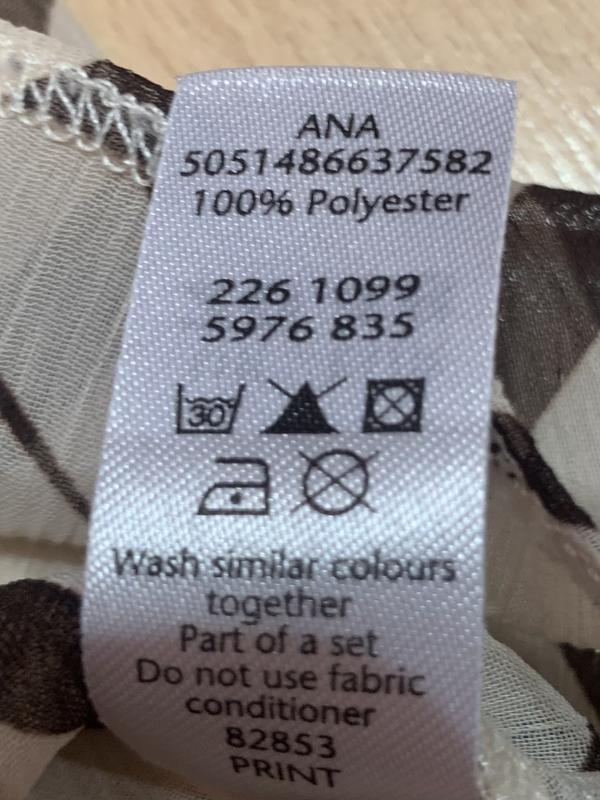 ANA
5051486637582
100% Polyester
226 1099
5976 835
30
Wash similar colours
together
Part of a set
Do not use fabric
conditioner
82853
PRINT